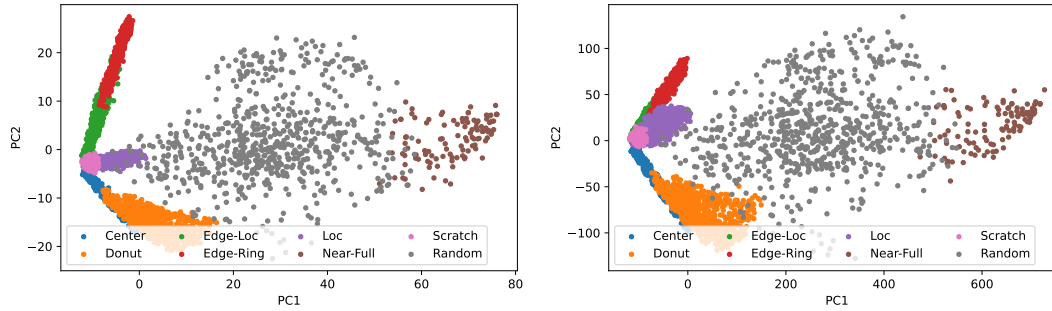 20
10
0
−10
−20
PC2
0
20
40
60
80
PC1
Center
Edge-Loc
Loc
Scratch
Donut
Edge-Ring
Near-Full
Random
100
50
0
−50
−100
PC2
0
200
400
600
PC1
Center
Edge-Loc
Loc
Scratch
Donut
Edge-Ring
Near-Full
Random